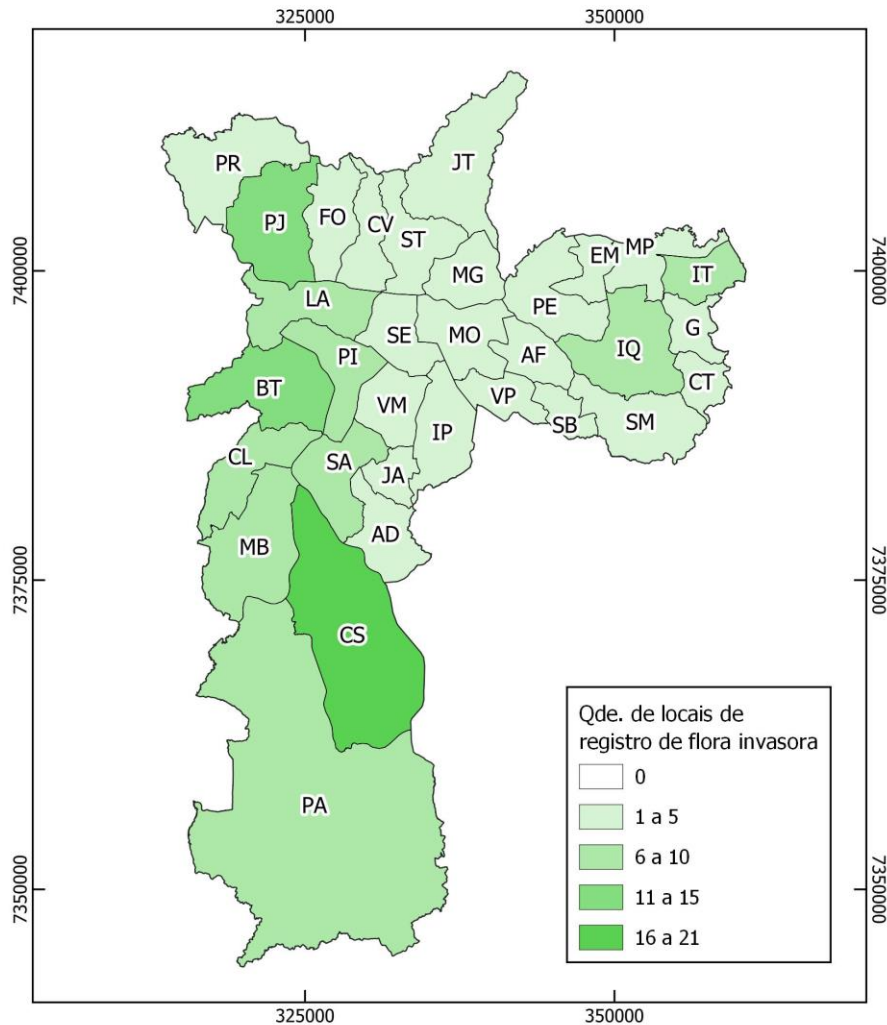 325000 350000
PR
JT
PJ
FO
CV
ST
EM
MP
7400000
MG
IT
7400000
LA
PE
SE
MO
G
PI
AF
IQ
BT
CT
VM
VP
IP
SB
SM
CL
SA
JA
AD
MB
7375000
7375000
CS
Qde. de locais de
registro de flora invasora
0
1 a 5
6 a 10
11 a 15
16 a 21
PA
7350000
7350000
325000 350000